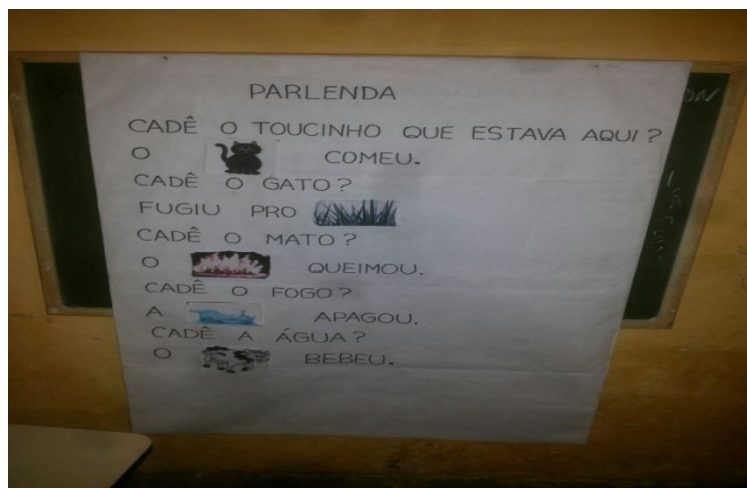 PARLENDA
CADÊ O TOUCINHO QUE ESTAVA AQUI?
O COMEU.
CADÊ O GATO?
FUGIU PRO
CADÊ O MATO?
O QUEIMOU.
CADÊ O FOGO?
A APAGOU.
CADÊ A ÁGUA?
O BEBEU.